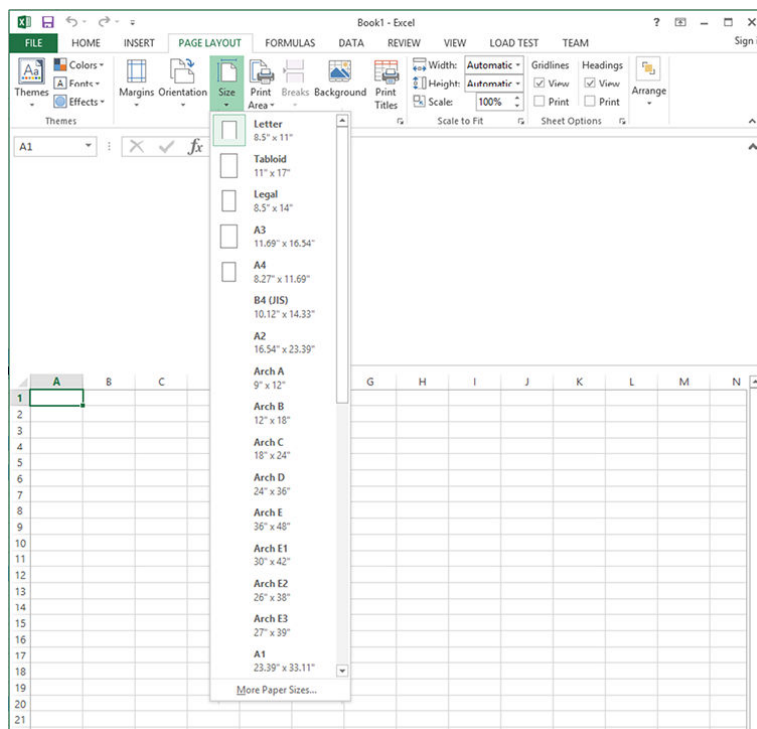 Book1 - Excel
?
FILE HOME INSERT PAGE LAYOUT FORMULAS DATA REVIEW VIEW LOAD TEST TEAM Sign
Aa Colors Width: Automatic Gridlines Headings
A Fonts Height: Automatic View View
Themes Effects Margins Orientation Size Print Area Breaks Background Print Titles Scale: 100% Print Print Arrange
Themes Scale to Fit Sheet Options
A1 fx
Letter
8.5" x 11"
Tabloid
11" x 17"
Legal
8.5" x 14"
A3
11.69" x 16.54"
A4
8.27" x 11.69"
B4 (JIS)
10.12" x 14.33"
A2
16.54" x 23.39"
Arch A
9" x 12"
Arch B
12" x 18"
Arch C
18" x 24"
Arch D
24" x 36"
Arch E
36" x 48"
Arch E1
30" x 42"
Arch E2
26" x 38"
Arch E3
27" x 39"
A1
23.39" x 33.11"
More Paper Sizes...
A B C G H I J K L M N
1
2
3
4
5
6
7
8
9
10
11
12
13
14
15
16
17
18
19
20
21